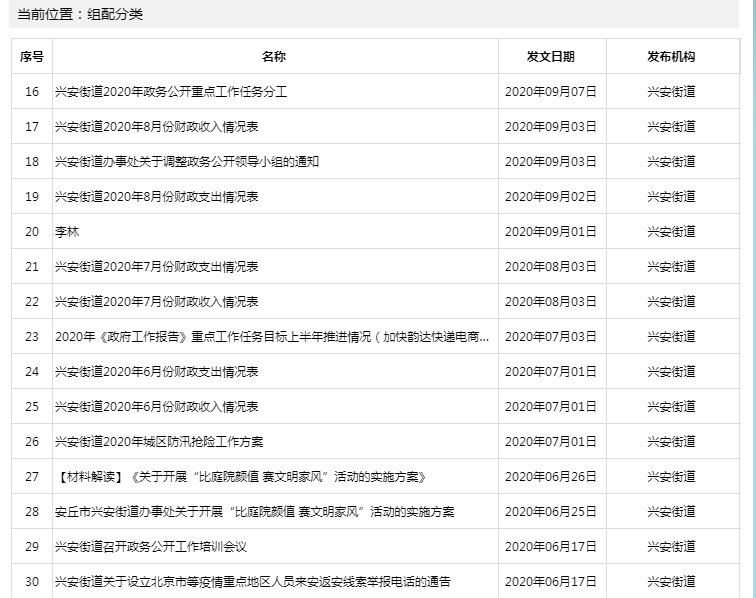 当前位置：组配分类
序号 名称 发文日期 发布机构
16 兴安街道2020年政务公开重点工作任务分工 2020年09月07日 兴安街道
17 兴安街道2020年8月份财政收入情况表 2020年09月03日 兴安街道
18 兴安街道办事处关于调整政务公开领导小组的通知 2020年09月03日 兴安街道
19 兴安街道2020年8月份财政支出情况表 2020年09月02日 兴安街道
20 李林 2020年09月01日 兴安街道
21 兴安街道2020年7月份财政支出情况表 2020年08月03日 兴安街道
22 兴安街道2020年7月份财政收入情况表 2020年08月03日 兴安街道
23 2020年《政府工作报告》重点工作任务目标上半年推进情况（加快韵达快递电商... 2020年07月03日 兴安街道
24 兴安街道2020年6月份财政支出情况表 2020年07月01日 兴安街道
25 兴安街道2020年6月份财政收入情况表 2020年07月01日 兴安街道
26 兴安街道2020年城区防汛抢险工作方案 2020年07月01日 兴安街道
27 【材料解读】《关于开展“比庭院颜值 赛文明家风”活动的实施方案》 2020年06月26日 兴安街道
28 安丘市兴安街道办事处关于开展“比庭院颜值 赛文明家风”活动的实施方案 2020年06月25日 兴安街道
29 兴安街道召开政务公开工作培训会议 2020年06月17日 兴安街道
30 兴安街道关于设立北京市等疫情重点地区人员来安返安线索举报电话的通告 2020年06月17日 兴安街道